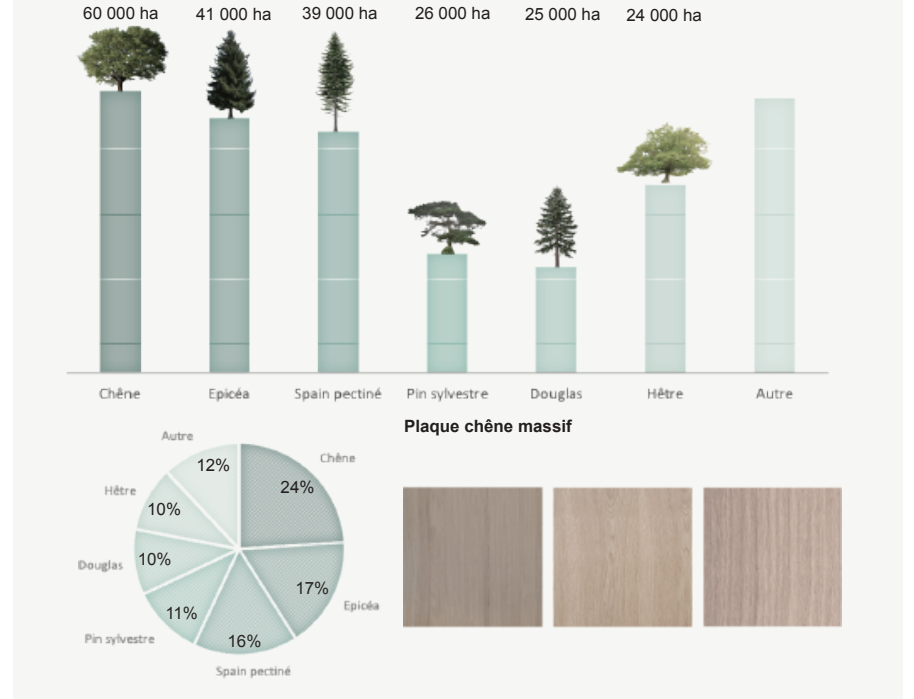 60 000 ha 41 000 ha 39 000 ha 26 000 ha 25 000 ha 24 000 ha
Chêne Epicéa Spain pectiné Pin sylvestre Douglas Hêtre Autre
Plaque chêne massif
Autre
12%
Chêne
24%
Hêtre
10%
Douglas
10%
17%
Epicéa
11%
Pin sylvestre
16%
Spain pectiné